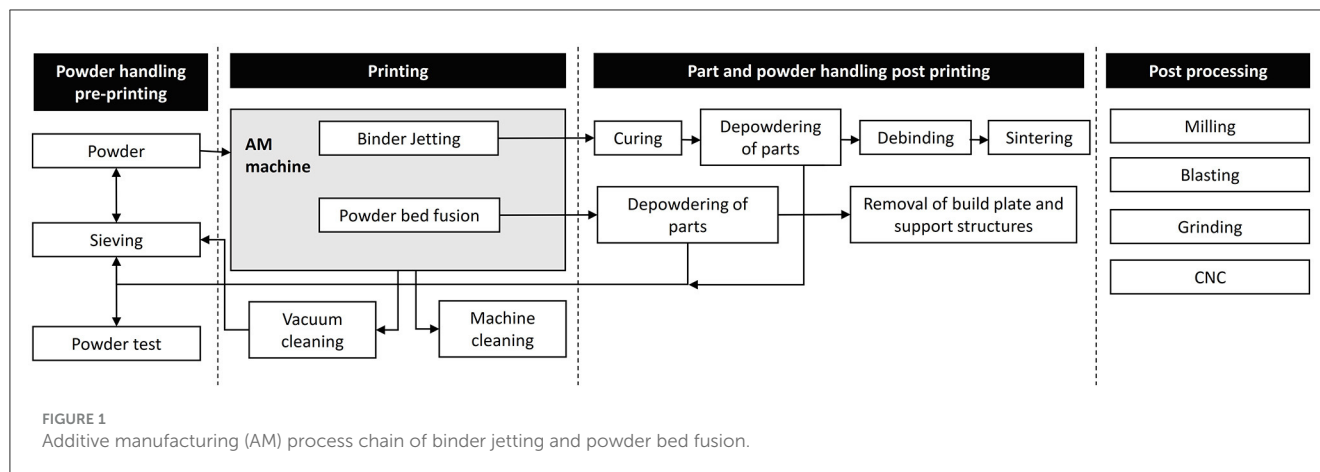 Powder handling
pre-printing
Printing
Part and powder handling post printing
Post processing
Powder
Sieving
Powder test
AM
machine
Binder Jetting
Powder bed fusion
Vacuum
cleaning
Machine
cleaning
Curing
Depowdering
of parts
Debinding
Sintering
Depowdering of
parts
Removal of build plate and
support structures
Milling
Blasting
Grinding
CNC
FIGURE 1
Additive manufacturing (AM) process chain of binder jetting and powder bed fusion.